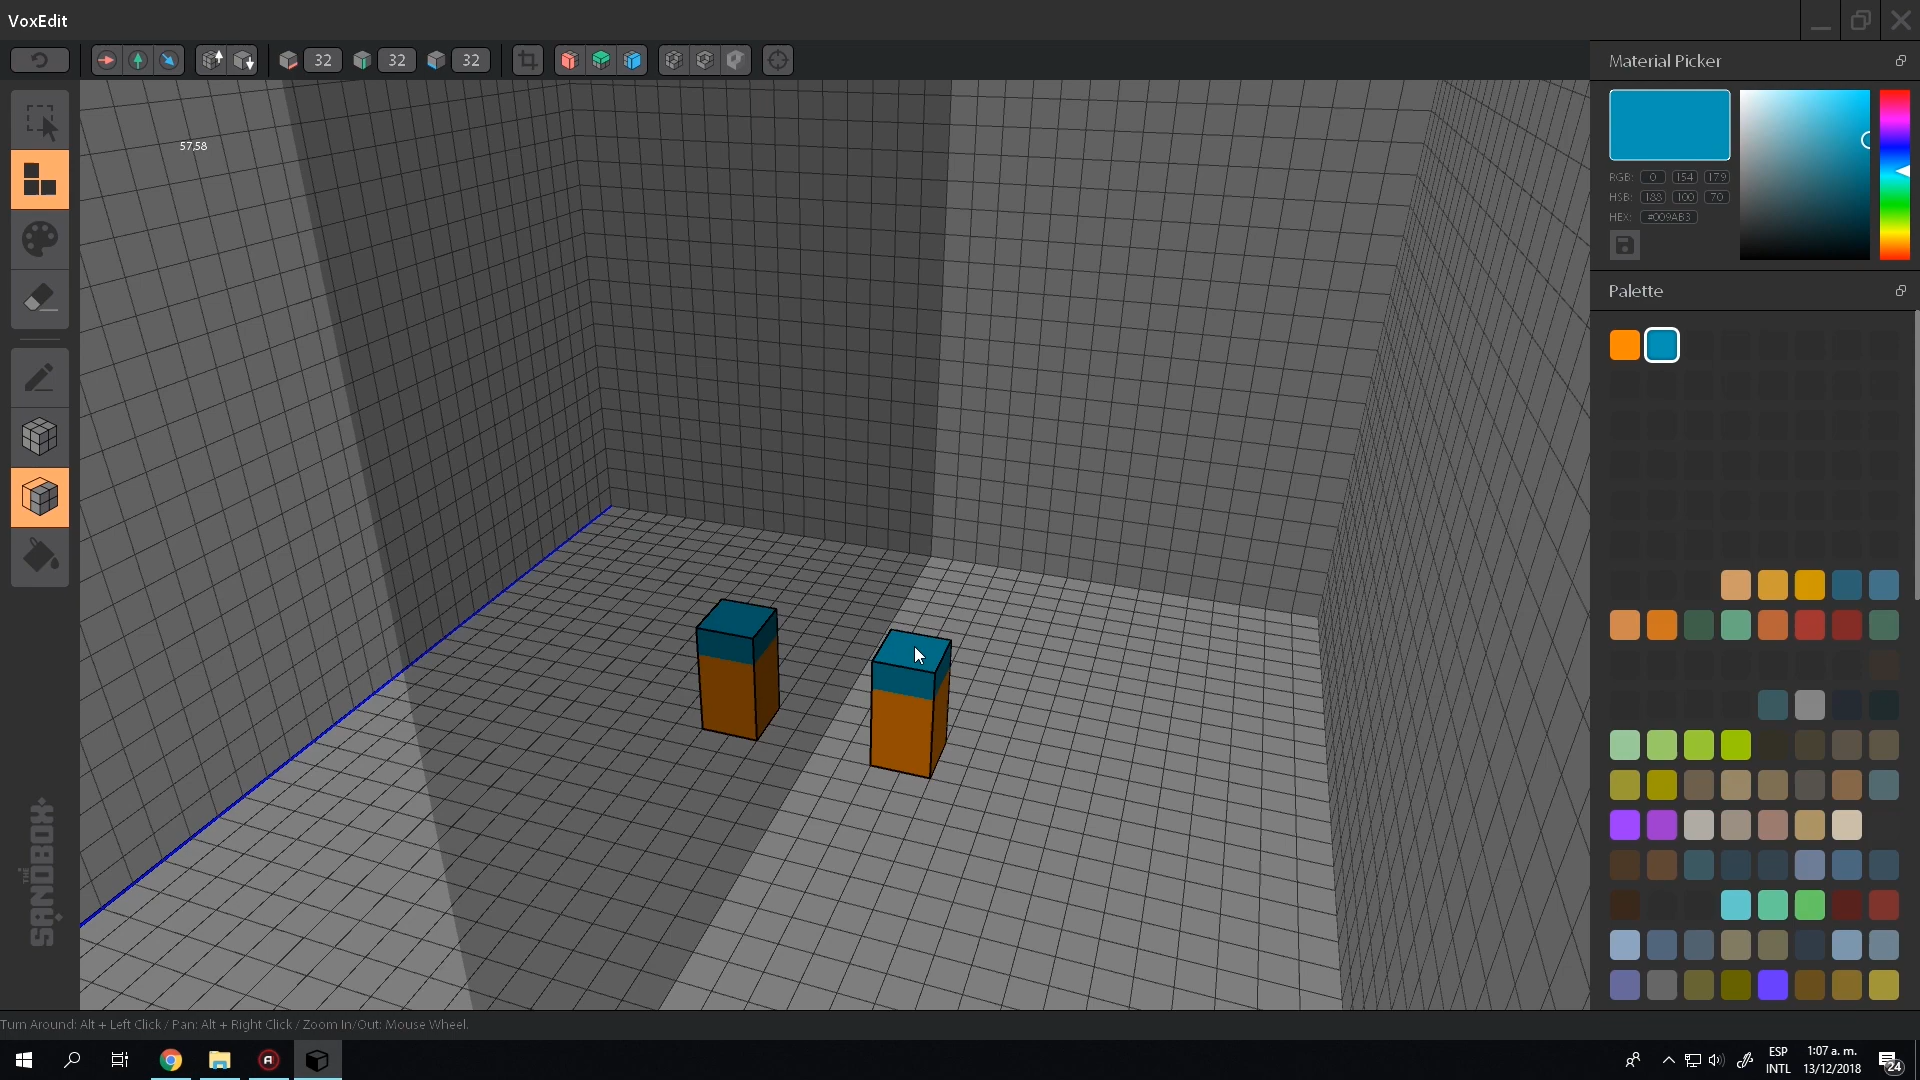 VoxEdit
32
32
32
57,58
Material Picker
RGB: 0 154 179
HSB: 188 100 70
HEX: #009AB3
Palette
THE SANDBOX
Turn Around: Alt + Left Click / Pan: Alt + Right Click / Zoom In/Out: Mouse Wheel.
ESP
INTL
1:07 a. m.
13/12/2018
24